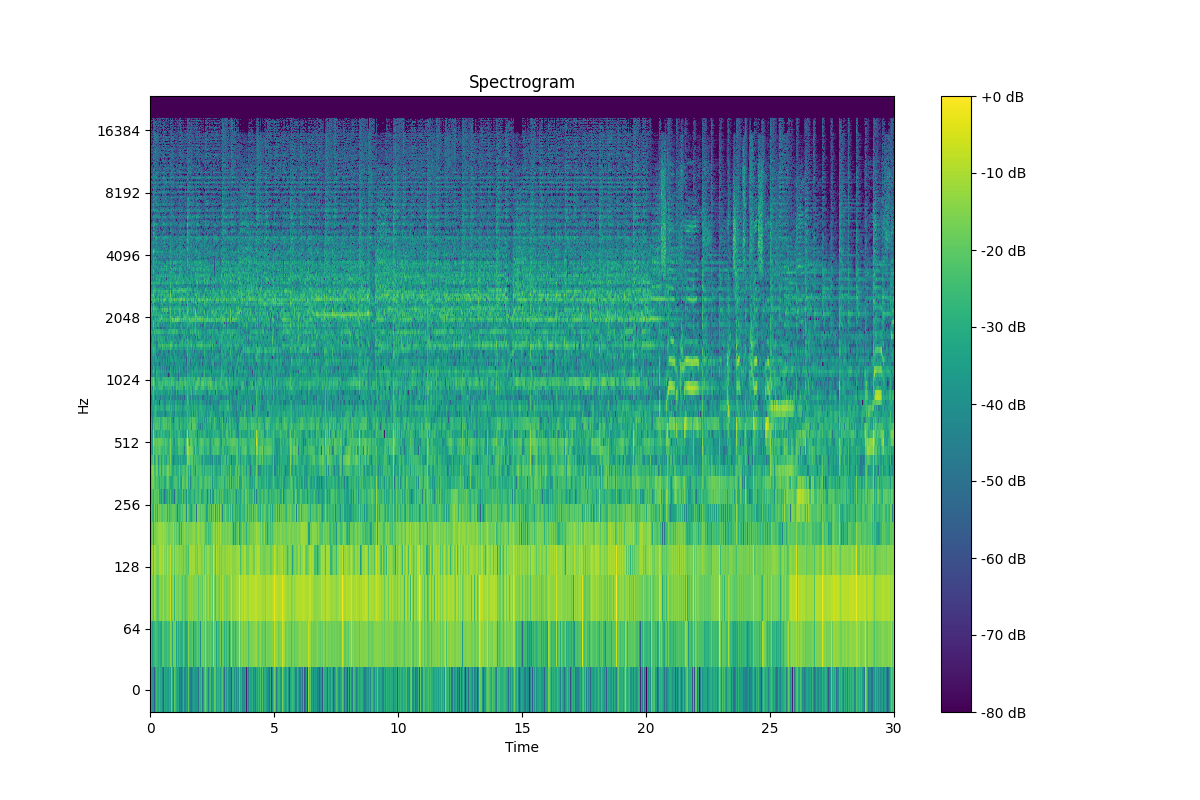 Spectrogram
16384
8192
4096
2048
1024
512
256
128
64
0
Hz
0 5 10 15 20 25 30
Time
+0 dB
-10 dB
-20 dB
-30 dB
-40 dB
-50 dB
-60 dB
-70 dB
-80 dB